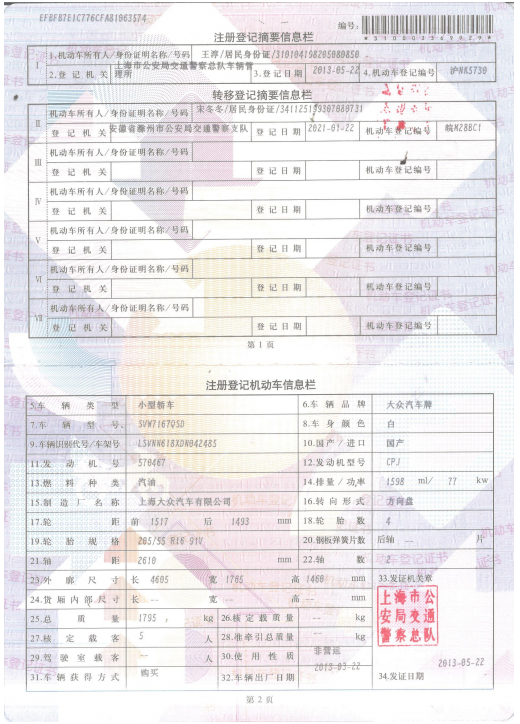 EFBFB7E1C776CFAB1063574
编号:
注册登记摘要信息栏
I
1.机动车所有人/身份证明名称/号码 王淳/居民身份证/310104198205080850
2.登记机关 上海市公安局交通警察总队车辆管理所 3.登记日期 2013-05-22 4.机动车登记编号 沪NK5730
转移登记摘要信息栏
II
机动车所有人/身份证明名称/号码 宋冬冬/居民身份证/341125199307080731
登记机关 安徽省滁州市公安局交通警察支队 登记日期 2021-01-22 机动车登记编号 皖MZ8BC1
III
机动车所有人/身份证明名称/号码
登记机关 登记日期 机动车登记编号
IV
机动车所有人/身份证明名称/号码
登记机关 登记日期 机动车登记编号
V
机动车所有人/身份证明名称/号码
登记机关 登记日期 机动车登记编号
VI
机动车所有人/身份证明名称/号码
登记机关 登记日期 机动车登记编号
VII
机动车所有人/身份证明名称/号码
登记机关 登记日期 机动车登记编号
第1页
注册登记机动车信息栏
5.车辆类型 小型轿车 6.车辆品牌 大众汽车牌
7.车辆型号 SVW7167QSD 8.车身颜色 白
9.车辆识别代号/车架号 LSVNN618XDN042485 10.国产/进口 国产
11.发动机号 570467 12.发动机型号 CPJ
13.燃料种类 汽油 14.排量/功率 1598 ml/ 77 kw
15.制造厂名称 上海大众汽车有限公司 16.转向形式 方向盘
17.轮距 前 1517 后 1493 mm 18.轮胎数 4
19.轮胎规格 205/55 R16 91V 20.钢板弹簧片数 后轴 -- 片
21.轴距 2610 mm 22.轴数 2
23.外廓尺寸 长 4605 宽 1765 高 1460 mm 33.发证机关章
24.货厢内部尺寸 长 -- 宽 -- 高 -- mm
25.总质量 1795 kg 26.核定载质量 -- kg
27.核定载客 5 人 28.准牵引总质量 -- kg
29.驾驶室载客 -- 人 30.使用性质 非营运
31.车辆获得方式 购买 32.车辆出厂日期 2013-03-22 34.发证日期 2013-05-22
上海市公
安局交通
警察总队
第2页